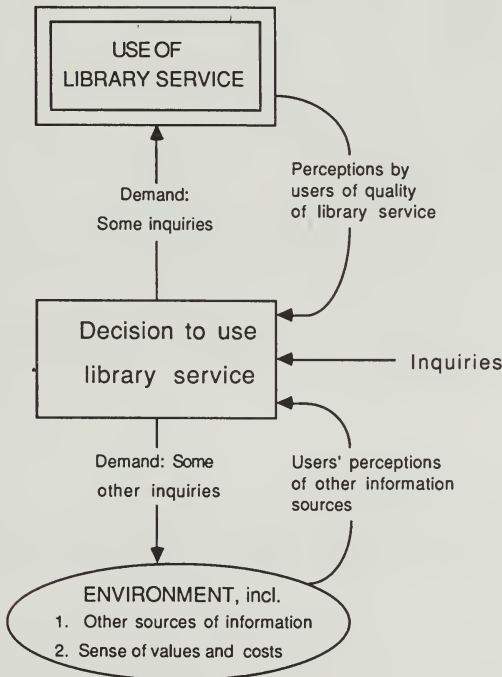 USE OF
LIBRARY SERVICE
Perceptions by
users of quality
of library service
Demand:
Some inquiries
Decision to use
library service
Inquiries
Demand: Some
other inquiries
Users' perceptions
of other information
sources
ENVIRONMENT, incl.
1. Other sources of information
2. Sense of values and costs